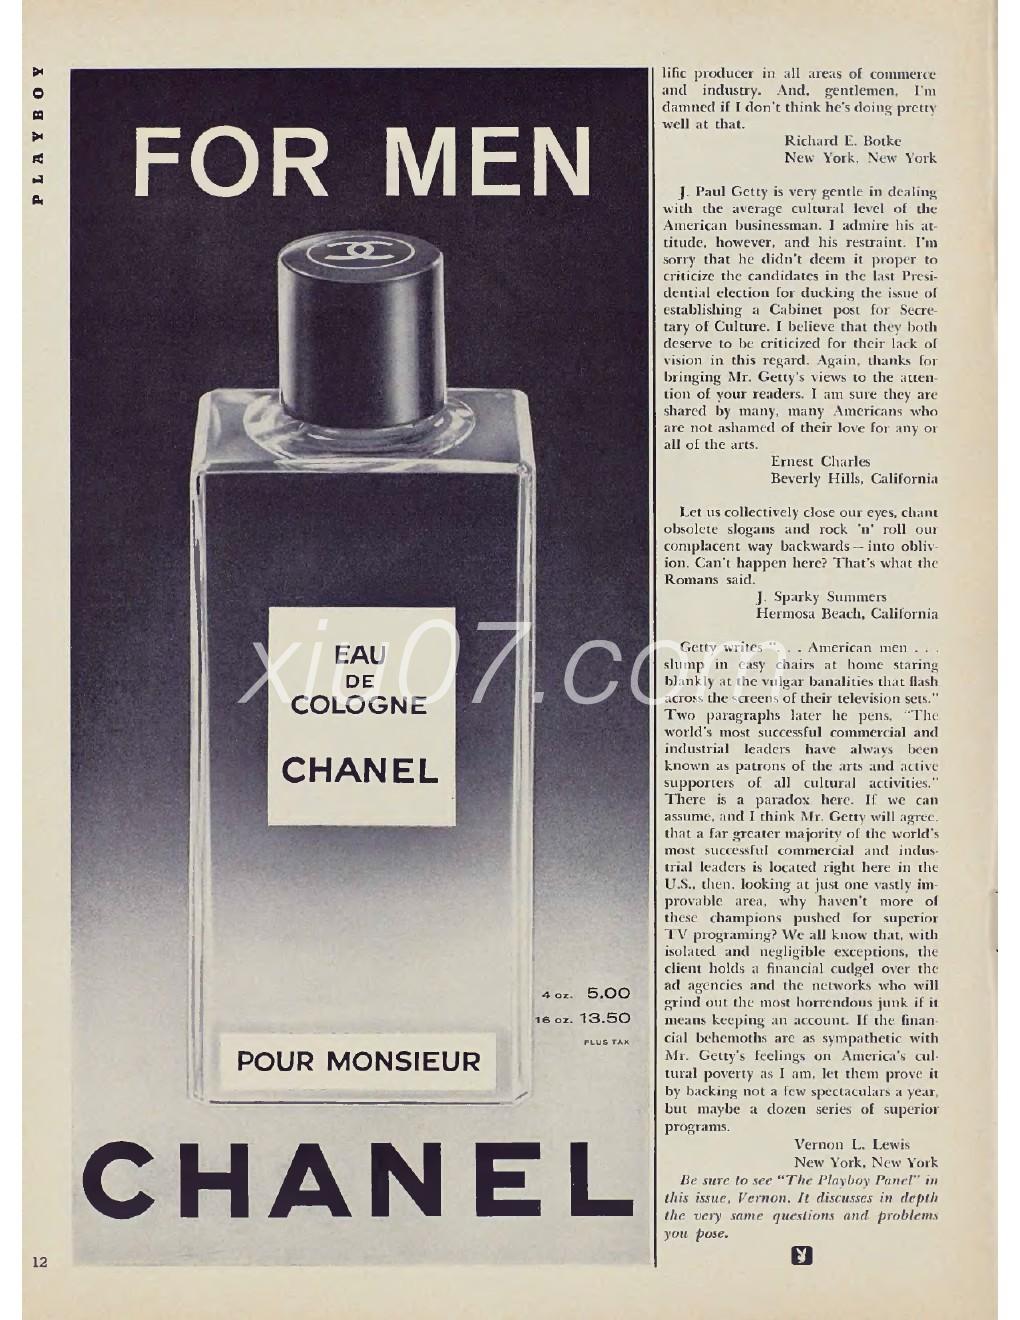 PLAYBOY
FOR MEN
EAU
DE
COLOGNE
CHANEL
4 oz. 5.00
16 oz. 13.50
PLUS TAX
POUR MONSIEUR
CHANEL
12
lific producer in all areas of commerce
and industry. And, gentlemen, I'm
damned if I don't think he's doing pretty
well at that.
Richard E. Botke
New York, New York
J. Paul Getty is very gentle in dealing
with the average cultural level of the
American businessman. I admire his at-
titude, however, and his restraint. I'm
sorry that he didn't deem it proper to
criticize the candidates in the last Presi-
dential election for ducking the issue of
establishing a Cabinet post for Secre-
tary of Culture. I believe that they both
deserve to be criticized for their lack of
vision in this regard. Again, thanks for
bringing Mr. Getty's views to the atten-
tion of your readers. I am sure they are
shared by many, many Americans who
are not ashamed of their love for any or
all of the arts.
Ernest Charles
Beverly Hills, California
Let us collectively close our eyes, chant
obsolete slogans and rock 'n' roll our
complacent way backwards — into obliv-
ion. Can't happen here? That's what the
Romans said.
J. Sparky Summers
Hermosa Beach, California
Getty writes ". . . American men . . .
slump in easy chairs at home staring
blankly at the vulgar banalities that flash
across the screens of their television sets."
Two paragraphs later he pens, "The
world's most successful commercial and
industrial leaders have always been
known as patrons of the arts and active
supporters of all cultural activities."
There is a paradox here. If we can
assume, and I think Mr. Getty will agree,
that a far greater majority of the world's
most successful commercial and indus-
trial leaders is located right here in the
U.S., then, looking at just one vastly im-
provable area, why haven't more of
these champions pushed for superior
TV programing? We all know that, with
isolated and negligible exceptions, the
client holds a financial cudgel over the
ad agencies and the networks who will
grind out the most horrendous junk if it
means keeping an account. If the finan-
cial behemoths are as sympathetic with
Mr. Getty's feelings on America's cul-
tural poverty as I am, let them prove it
by backing not a few spectaculars a year,
but maybe a dozen series of superior
programs.
Vernon L. Lewis
New York, New York
Be sure to see "The Playboy Panel" in
this issue, Vernon. It discusses in depth
the very same questions and problems
you pose.
xiu07.com